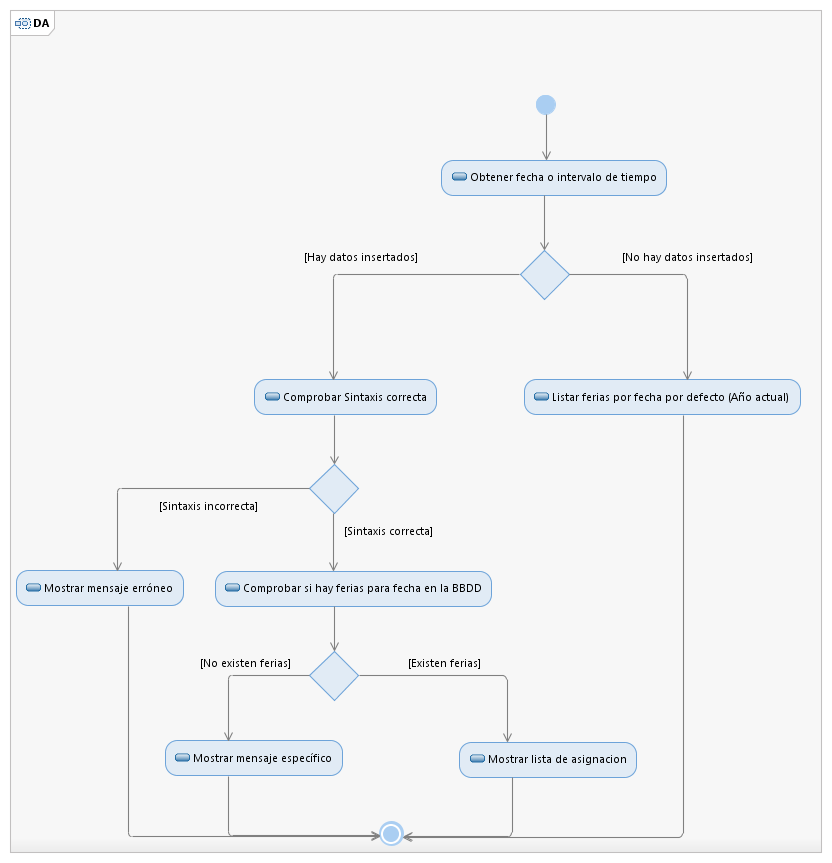 DA
Obtener fecha o intervalo de tiempo
[Hay datos insertados]
[No hay datos insertados]
Comprobar Sintaxis correcta
Listar ferias por fecha por defecto (Año actual)
[Sintaxis incorrecta]
[Sintaxis correcta]
Mostrar mensaje erróneo
Comprobar si hay ferias para fecha en la BBDD
[No existen ferias]
[Existen ferias]
Mostrar mensaje específico
Mostrar lista de asignacion